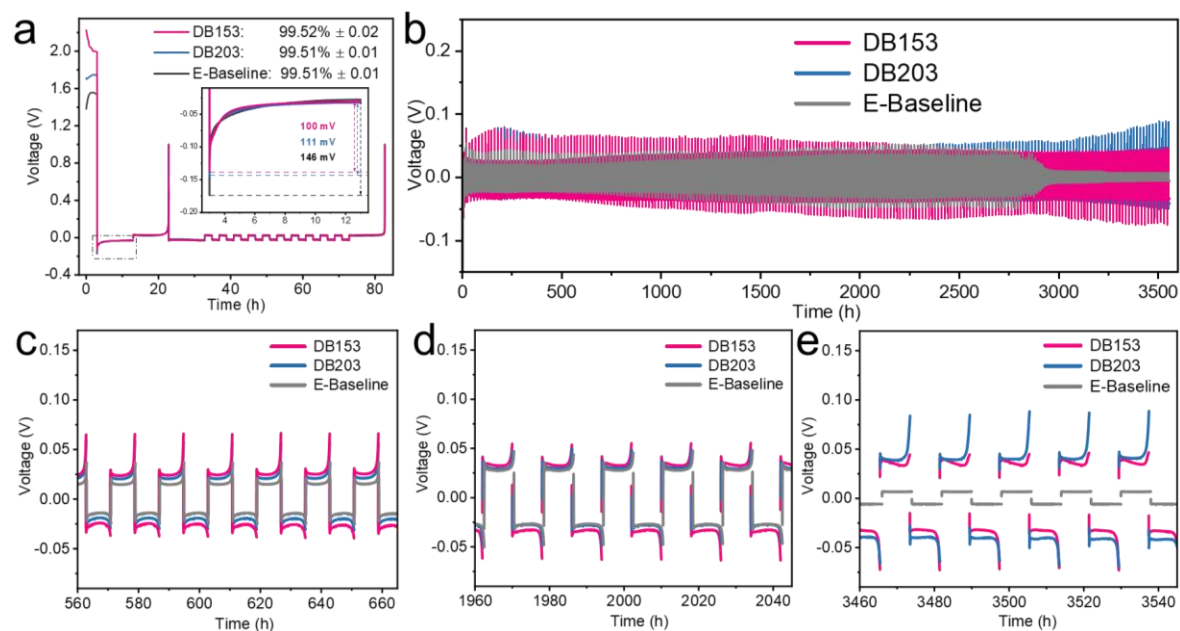 a
DB153: 99.52% ± 0.02
DB203: 99.51% ± 0.01
E-Baseline: 99.51% ± 0.01
2.0
1.6
1.2
0.8
0.4
0.0
-0.4
Voltage (V)
0 20 40 60 80
Time (h)
-0.05
-0.10
-0.15
-0.20
100 mV
111 mV
146 mV
4 6 8 10 12
b
DB153
DB203
E-Baseline
0.2
0.1
0.0
-0.1
Voltage (V)
0 500 1000 1500 2000 2500 3000 3500
Time (h)
c
DB153
DB203
E-Baseline
0.15
0.10
0.05
0.00
-0.05
Voltage (V)
560 580 600 620 640 660
Time (h)
d
DB153
DB203
E-Baseline
0.15
0.10
0.05
0.00
-0.05
Voltage (V)
1960 1980 2000 2020 2040
Time (h)
e
DB153
DB203
E-Baseline
0.15
0.10
0.05
0.00
-0.05
Voltage (V)
3460 3480 3500 3520 3540
Time (h)